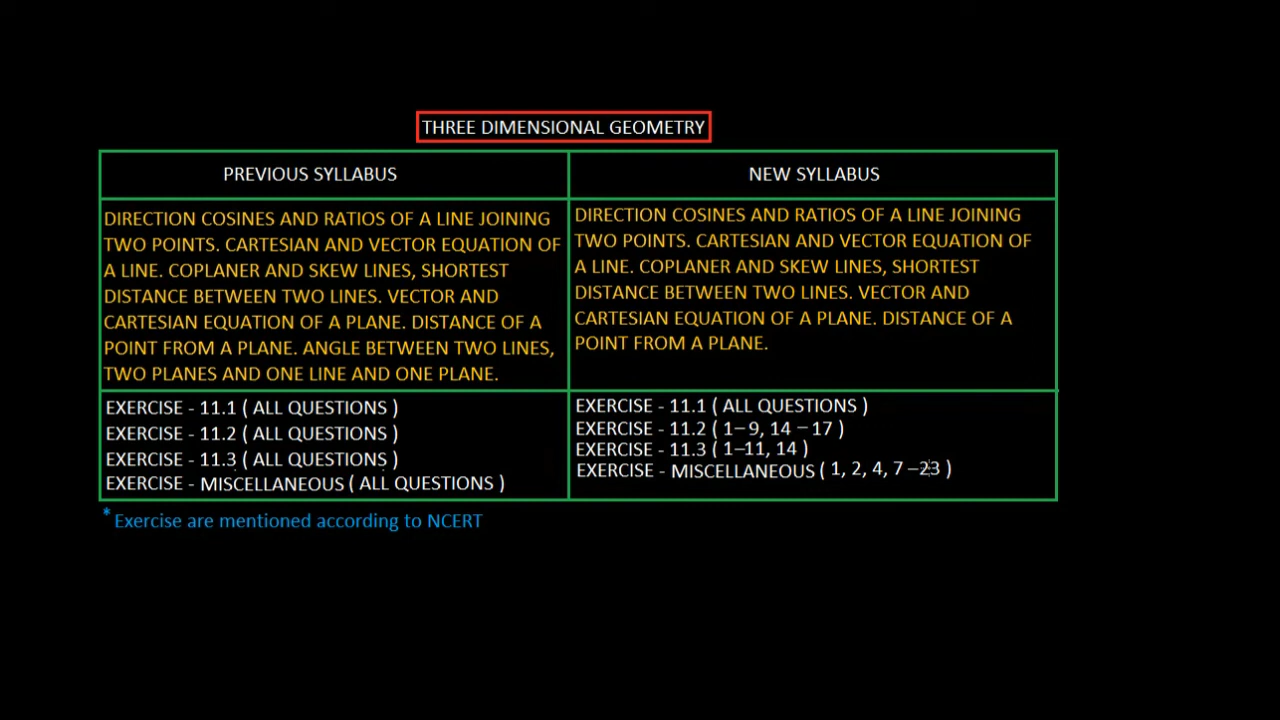 THREE DIMENSIONAL GEOMETRY
PREVIOUS SYLLABUS
NEW SYLLABUS
DIRECTION COSINES AND RATIOS OF A LINE JOINING
TWO POINTS. CARTESIAN AND VECTOR EQUATION OF
A LINE. COPLANER AND SKEW LINES, SHORTEST
DISTANCE BETWEEN TWO LINES. VECTOR AND
CARTESIAN EQUATION OF A PLANE. DISTANCE OF A
POINT FROM A PLANE. ANGLE BETWEEN TWO LINES,
TWO PLANES AND ONE LINE AND ONE PLANE.
DIRECTION COSINES AND RATIOS OF A LINE JOINING
TWO POINTS. CARTESIAN AND VECTOR EQUATION OF
A LINE. COPLANER AND SKEW LINES, SHORTEST
DISTANCE BETWEEN TWO LINES. VECTOR AND
CARTESIAN EQUATION OF A PLANE. DISTANCE OF A
POINT FROM A PLANE.
EXERCISE - 11.1 ( ALL QUESTIONS )
EXERCISE - 11.2 ( ALL QUESTIONS )
EXERCISE - 11.3 ( ALL QUESTIONS )
EXERCISE - MISCELLANEOUS ( ALL QUESTIONS )
EXERCISE - 11.1 ( ALL QUESTIONS )
EXERCISE - 11.2 ( 1–9, 14 – 17 )
EXERCISE - 11.3 ( 1–11, 14 )
EXERCISE - MISCELLANEOUS ( 1, 2, 4, 7 –23 )
* Exercise are mentioned according to NCERT